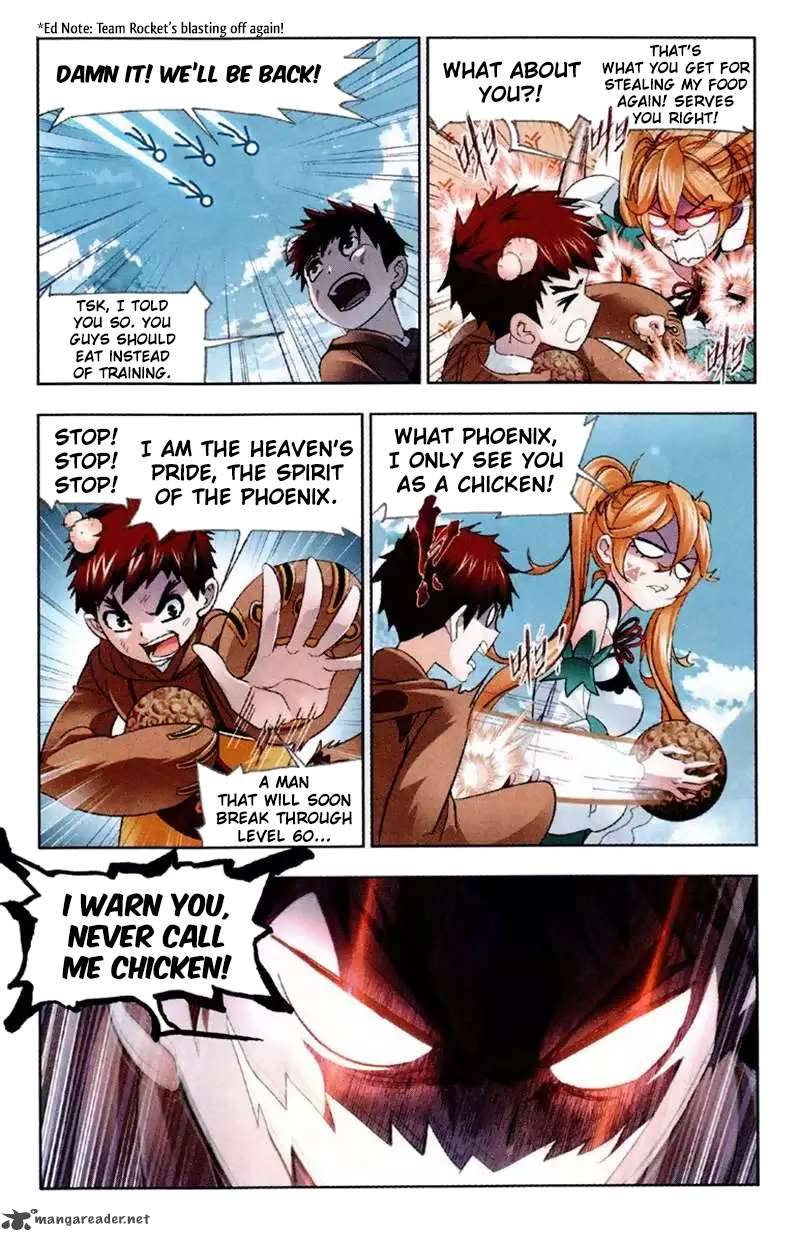 *Ed Note: Team Rocket's blasting off again!
DAMN IT! WE'LL BE BACK!
TSK, I TOLD
YOU SO. YOU
GUYS SHOULD
EAT INSTEAD
OF TRAINING.
WHAT ABOUT
YOU?!
THAT'S
WHAT YOU GET FOR
STEALING MY FOOD
AGAIN! SERVES
YOU RIGHT!
STOP!
STOP!
STOP!
I AM THE HEAVEN'S
PRIDE, THE SPIRIT
OF THE PHOENIX.
A MAN
THAT WILL SOON
BREAK THROUGH
LEVEL 60...
WHAT PHOENIX,
I ONLY SEE YOU
AS A CHICKEN!
I WARN YOU,
NEVER CALL
ME CHICKEN!
mangareader.net